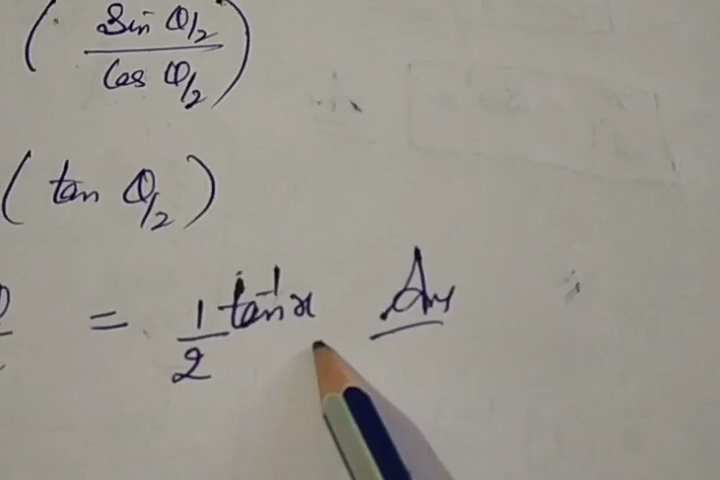 ( Sin θ/2 / Cos θ/2 )
( tan θ/2 )
= 1/2 tan⁻¹x Ans